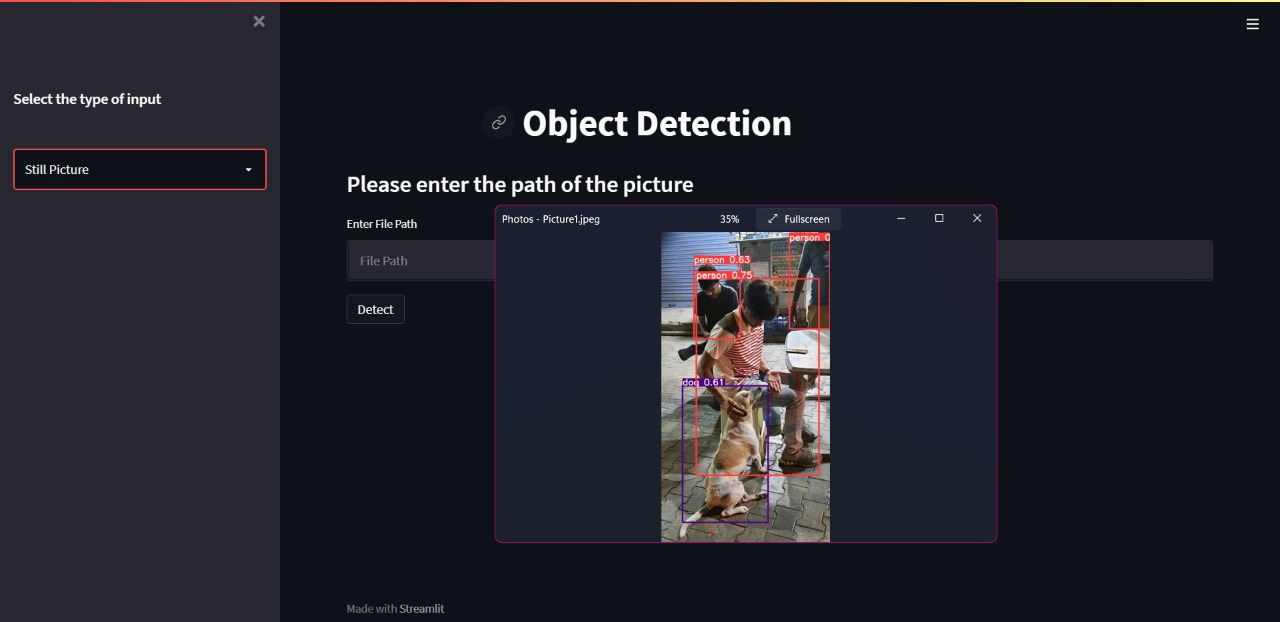 Select the type of input
Still Picture
Object Detection
Please enter the path of the picture
Enter File Path
File Path
Detect
Photos - Picture1.jpeg
35%
Fullscreen
person 0
person 0.63
person 0.75
dog 0.61
Made with Streamlit